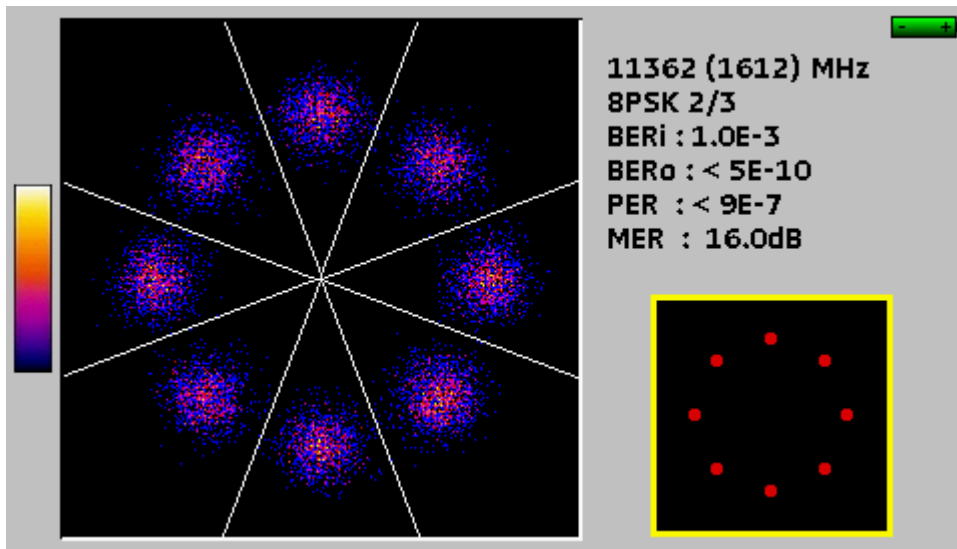 - +
11362 (1612) MHz
8PSK 2/3
BERi : 1.0E-3
BERo : < 5E-10
PER : < 9E-7
MER : 16.0dB